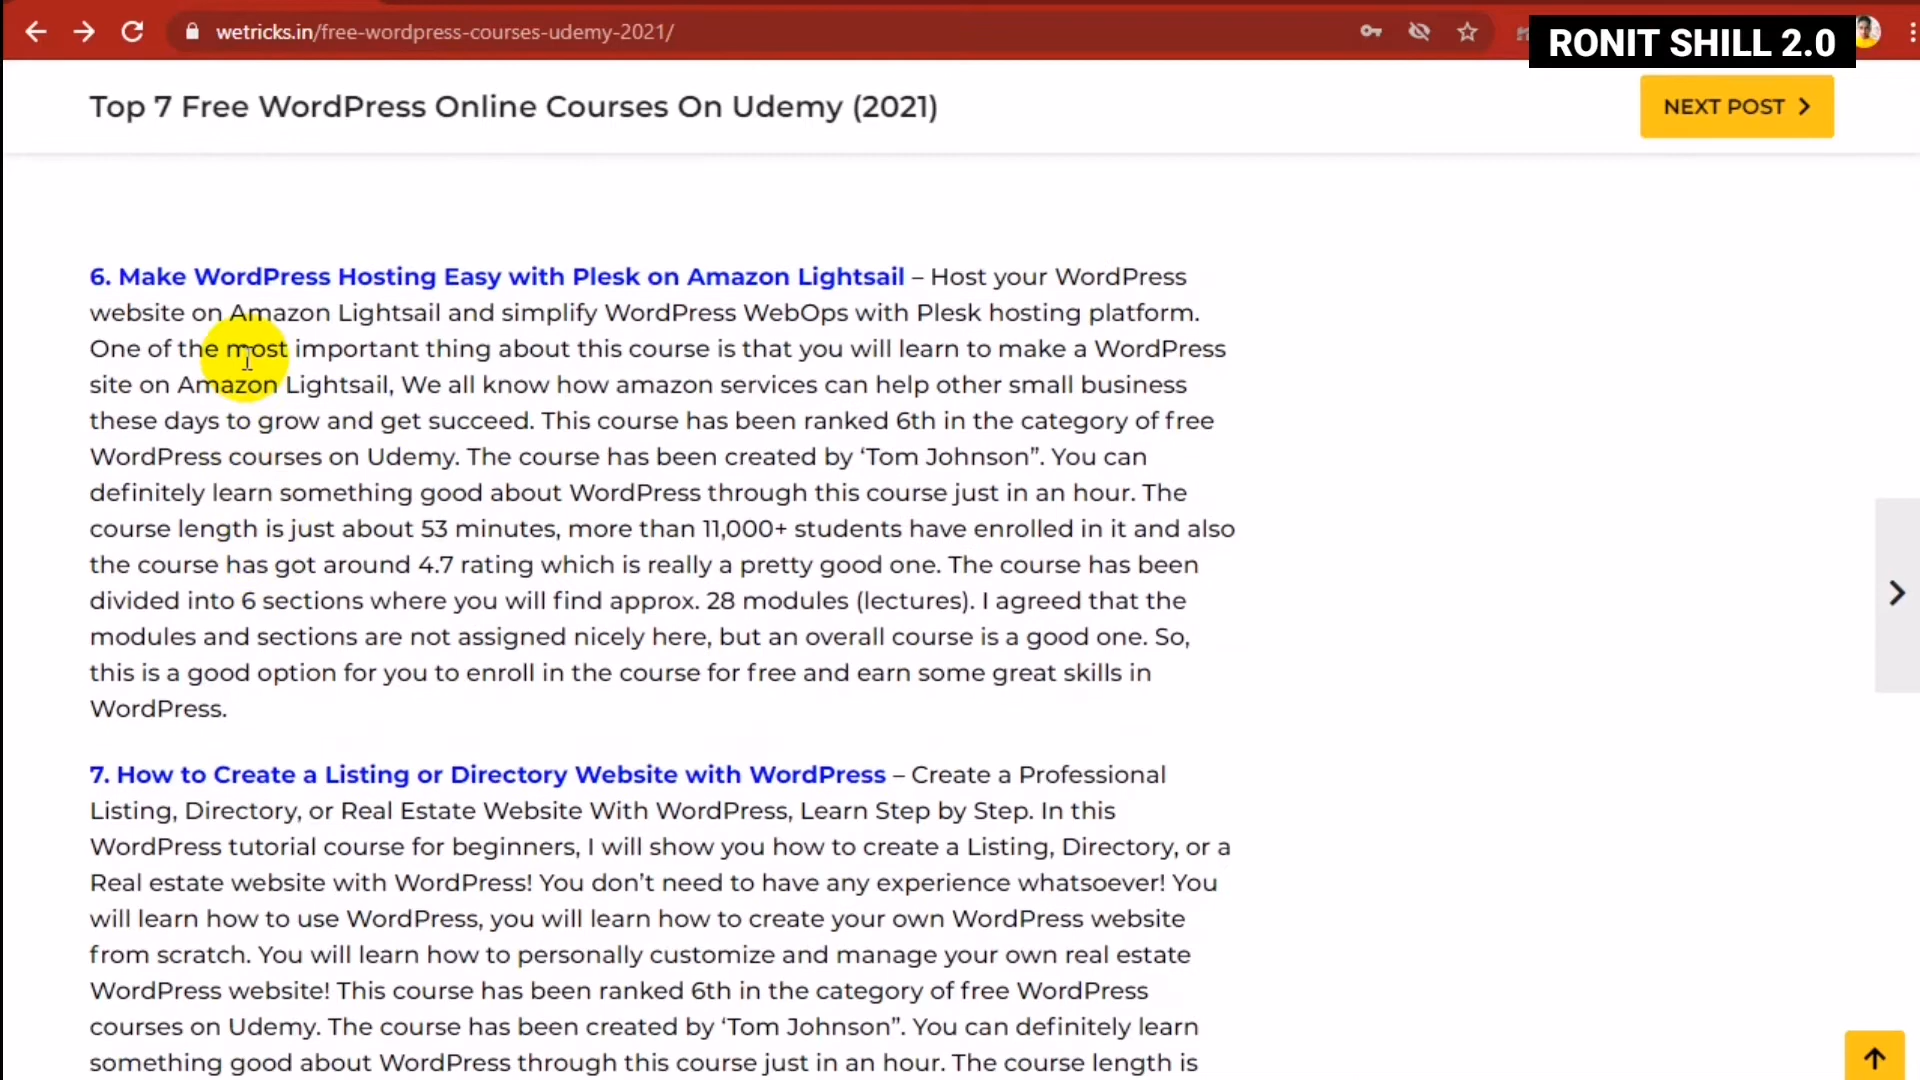 wetricks.in/free-wordpress-courses-udemy-2021/
RONIT SHILL 2.0
Top 7 Free WordPress Online Courses On Udemy (2021)
NEXT POST
6. Make WordPress Hosting Easy with Plesk on Amazon Lightsail – Host your WordPress
website on Amazon Lightsail and simplify WordPress WebOps with Plesk hosting platform.
One of the most important thing about this course is that you will learn to make a WordPress
site on Amazon Lightsail, We all know how amazon services can help other small business
these days to grow and get succeed. This course has been ranked 6th in the category of free
WordPress courses on Udemy. The course has been created by ‘Tom Johnson”. You can
definitely learn something good about WordPress through this course just in an hour. The
course length is just about 53 minutes, more than 11,000+ students have enrolled in it and also
the course has got around 4.7 rating which is really a pretty good one. The course has been
divided into 6 sections where you will find approx. 28 modules (lectures). I agreed that the
modules and sections are not assigned nicely here, but an overall course is a good one. So,
this is a good option for you to enroll in the course for free and earn some great skills in
WordPress.
7. How to Create a Listing or Directory Website with WordPress – Create a Professional
Listing, Directory, or Real Estate Website With WordPress, Learn Step by Step. In this
WordPress tutorial course for beginners, I will show you how to create a Listing, Directory, or a
Real estate website with WordPress! You don’t need to have any experience whatsoever! You
will learn how to use WordPress, you will learn how to create your own WordPress website
from scratch. You will learn how to personally customize and manage your own real estate
WordPress website! This course has been ranked 6th in the category of free WordPress
courses on Udemy. The course has been created by ‘Tom Johnson”. You can definitely learn
something good about WordPress through this course just in an hour. The course length is